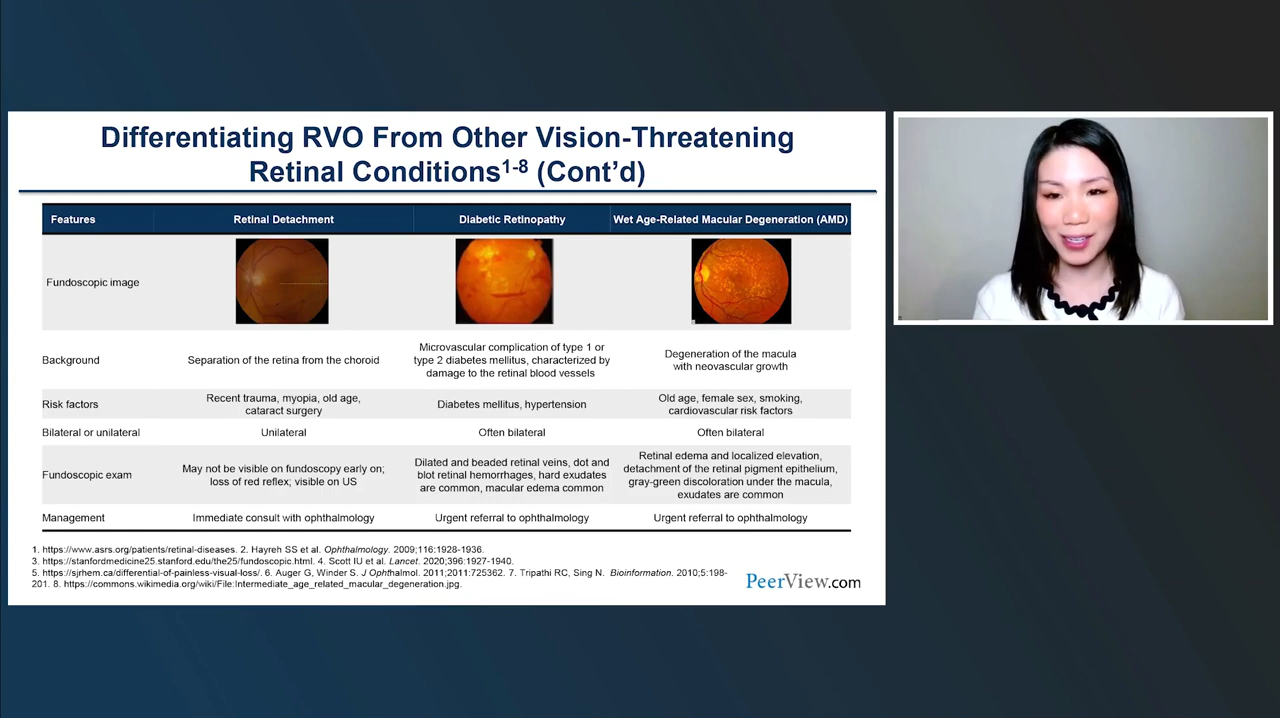 Differentiating RVO From Other Vision-Threatening
Retinal Conditions1-8 (Cont’d)
Features
Retinal Detachment
Diabetic Retinopathy
Wet Age-Related Macular Degeneration (AMD)
Fundoscopic image
Background
Separation of the retina from the choroid
Microvascular complication of type 1 or
type 2 diabetes mellitus, characterized by
damage to the retinal blood vessels
Degeneration of the macula
with neovascular growth
Risk factors
Recent trauma, myopia, old age,
cataract surgery
Diabetes mellitus, hypertension
Old age, female sex, smoking,
cardiovascular risk factors
Bilateral or unilateral
Unilateral
Often bilateral
Often bilateral
Fundoscopic exam
May not be visible on fundoscopy early on;
loss of red reflex; visible on US
Dilated and beaded retinal veins, dot and
blot retinal hemorrhages, hard exudates
are common, macular edema common
Retinal edema and localized elevation,
detachment of the retinal pigment epithelium,
gray-green discoloration under the macula,
exudates are common
Management
Immediate consult with ophthalmology
Urgent referral to ophthalmology
Urgent referral to ophthalmology
1. https://www.asrs.org/patients/retinal-diseases. 2. Hayreh SS et al. Ophthalmology. 2009;116:1928-1936.
3. https://stanfordmedicine25.stanford.edu/the25/fundoscopic.html. 4. Scott IU et al. Lancet. 2020;396:1927-1940.
5. https://sjrhem.ca/differential-of-painless-visual-loss/. 6. Auger G, Winder S. J Ophthalmol. 2011;2011:725362. 7. Tripathi RC, Sing N. Bioinformation. 2010;5:198-
201. 8. https://commons.wikimedia.org/wiki/File:Intermediate_age_related_macular_degeneration.jpg.
PeerView.com